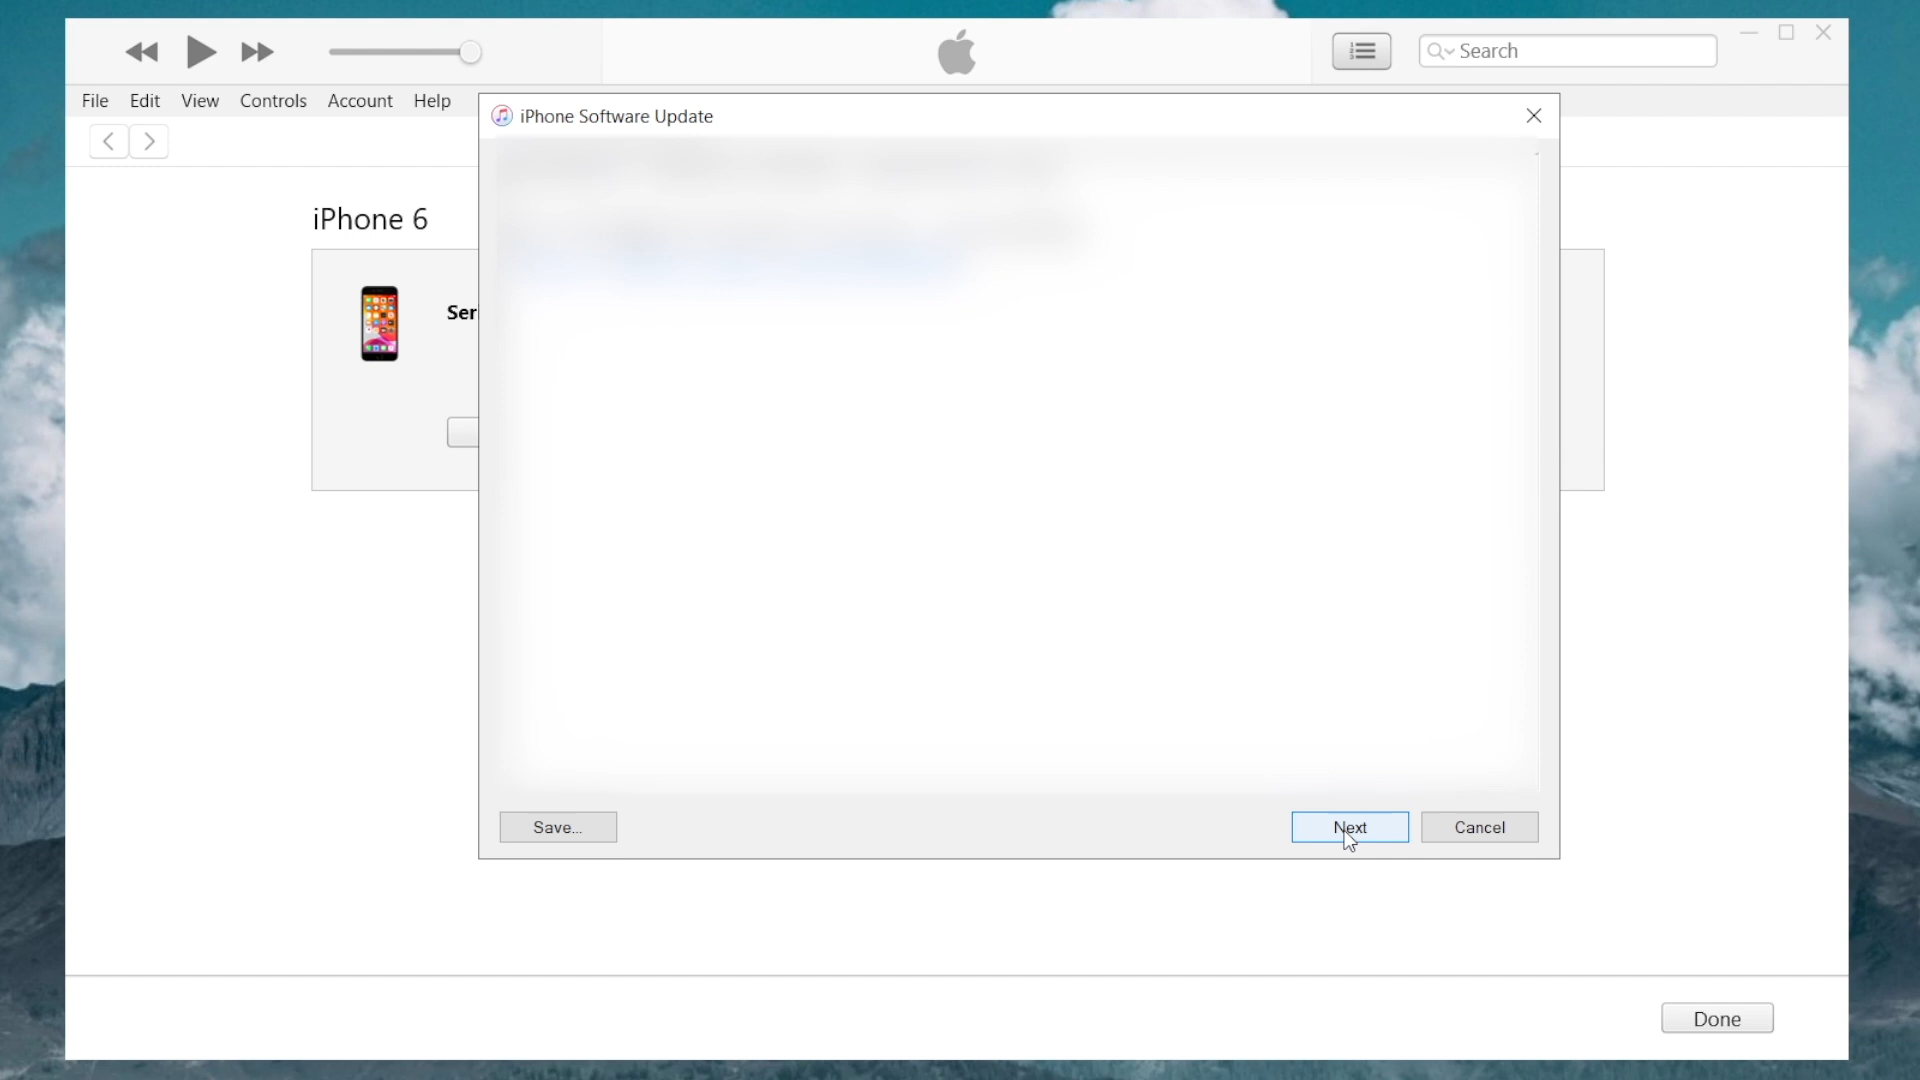 Search
File Edit View Controls Account Help
iPhone Software Update
iPhone 6
Ser
Save...
Next
Cancel
Done